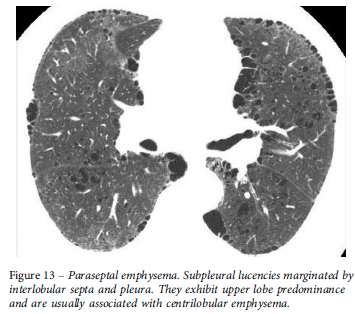 Figure 13 – Paraseptal emphysema. Subpleural lucencies marginated by
interlobular septa and pleura. They exhibit upper lobe predominance
and are usually associated with centrilobular emphysema.